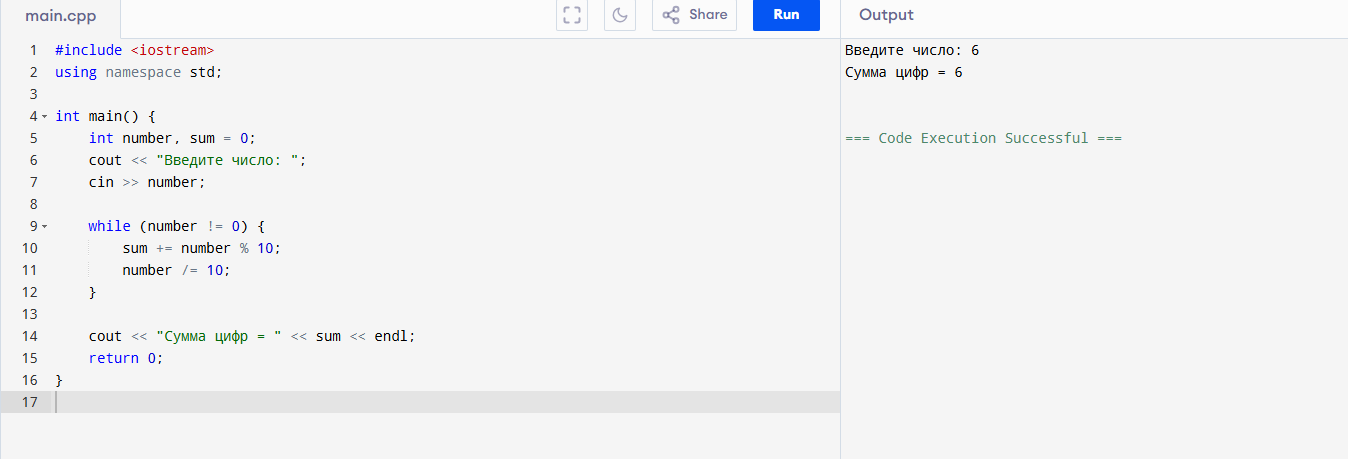 main.cpp
Share
Run
Output
1 #include <iostream>
2 using namespace std;
3
4 int main() {
5 int number, sum = 0;
6 cout << "Введите число: ";
7 cin >> number;
8
9 while (number != 0) {
10 sum += number % 10;
11 number /= 10;
12 }
13
14 cout << "Сумма цифр = " << sum << endl;
15 return 0;
16 }
17
Введите число: 6
Сумма цифр = 6
=== Code Execution Successful ===